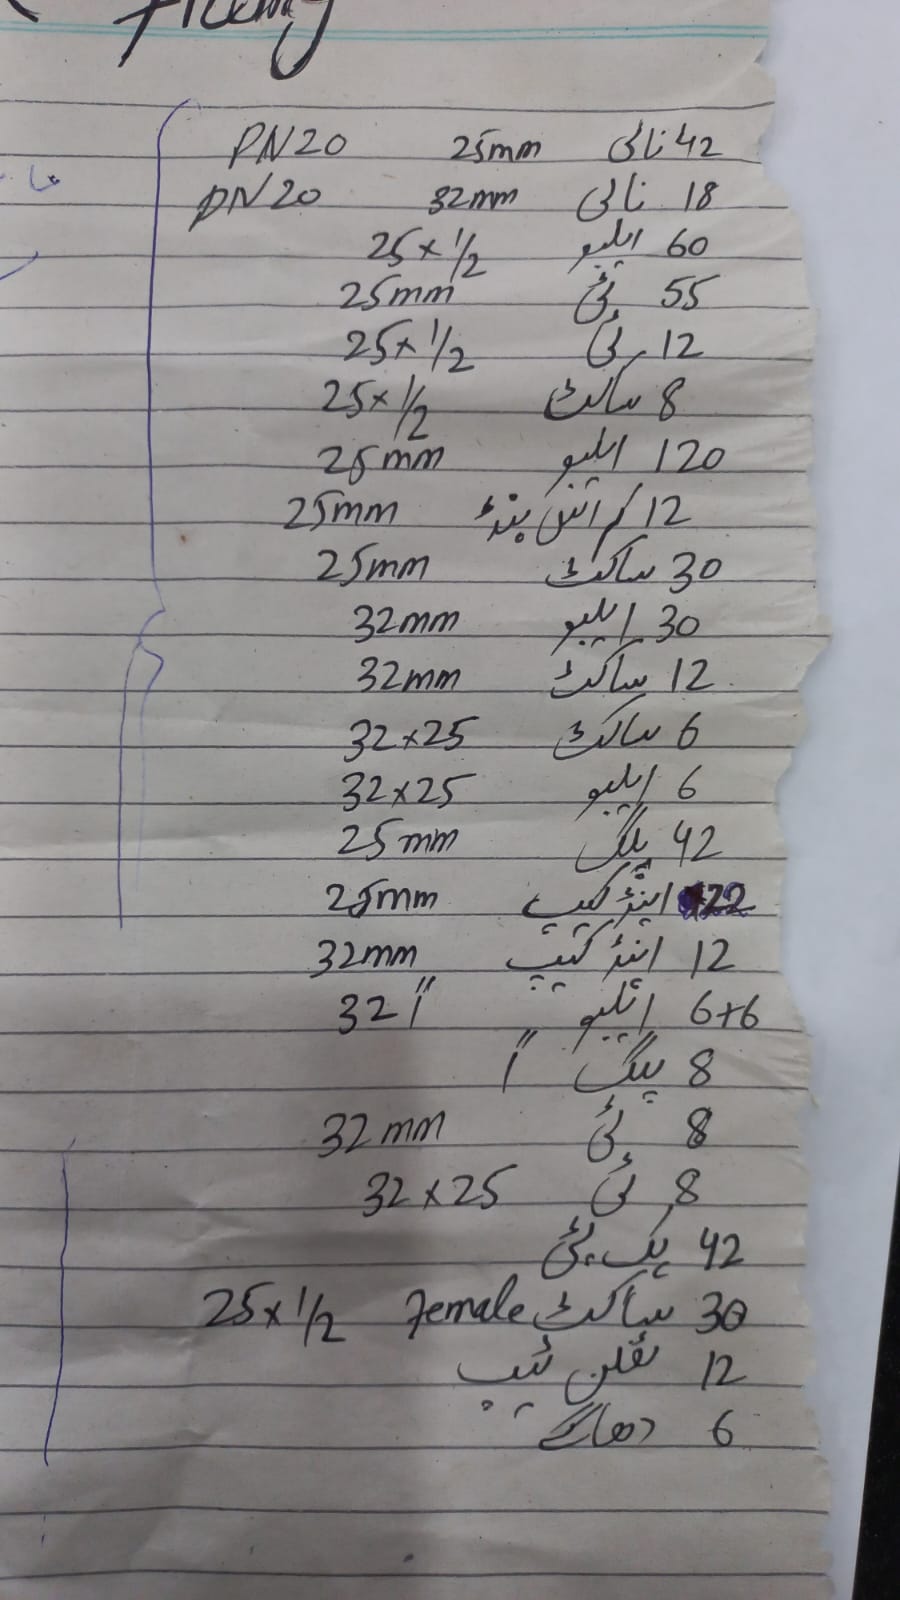 42 نالی 25mm PN20
18 نالی 32mm PN20
60 ایلبو 25x1/2
55 ٹی 25mm
12 ٹی 25x1/2
8 ساکٹ 25x1/2
120 ایلبو 25mm
12 کراس بینڈ 25mm
30 ساکٹ 25mm
30 ایلبو 32mm
12 ساکٹ 32mm
6 ساکٹ 32x25
6 ایلبو 32x25
42 پلگ 25mm
22 اینڈ کیپ 25mm
12 اینڈ کیپ 32mm
6+6 ایلبو 32 1"
8 پلگ 1"
8 ٹی 32mm
8 ٹی 32x25
42
30 ساکٹ Female 25x1/2
12 ٹفلن ٹیپ
6 دھاگے